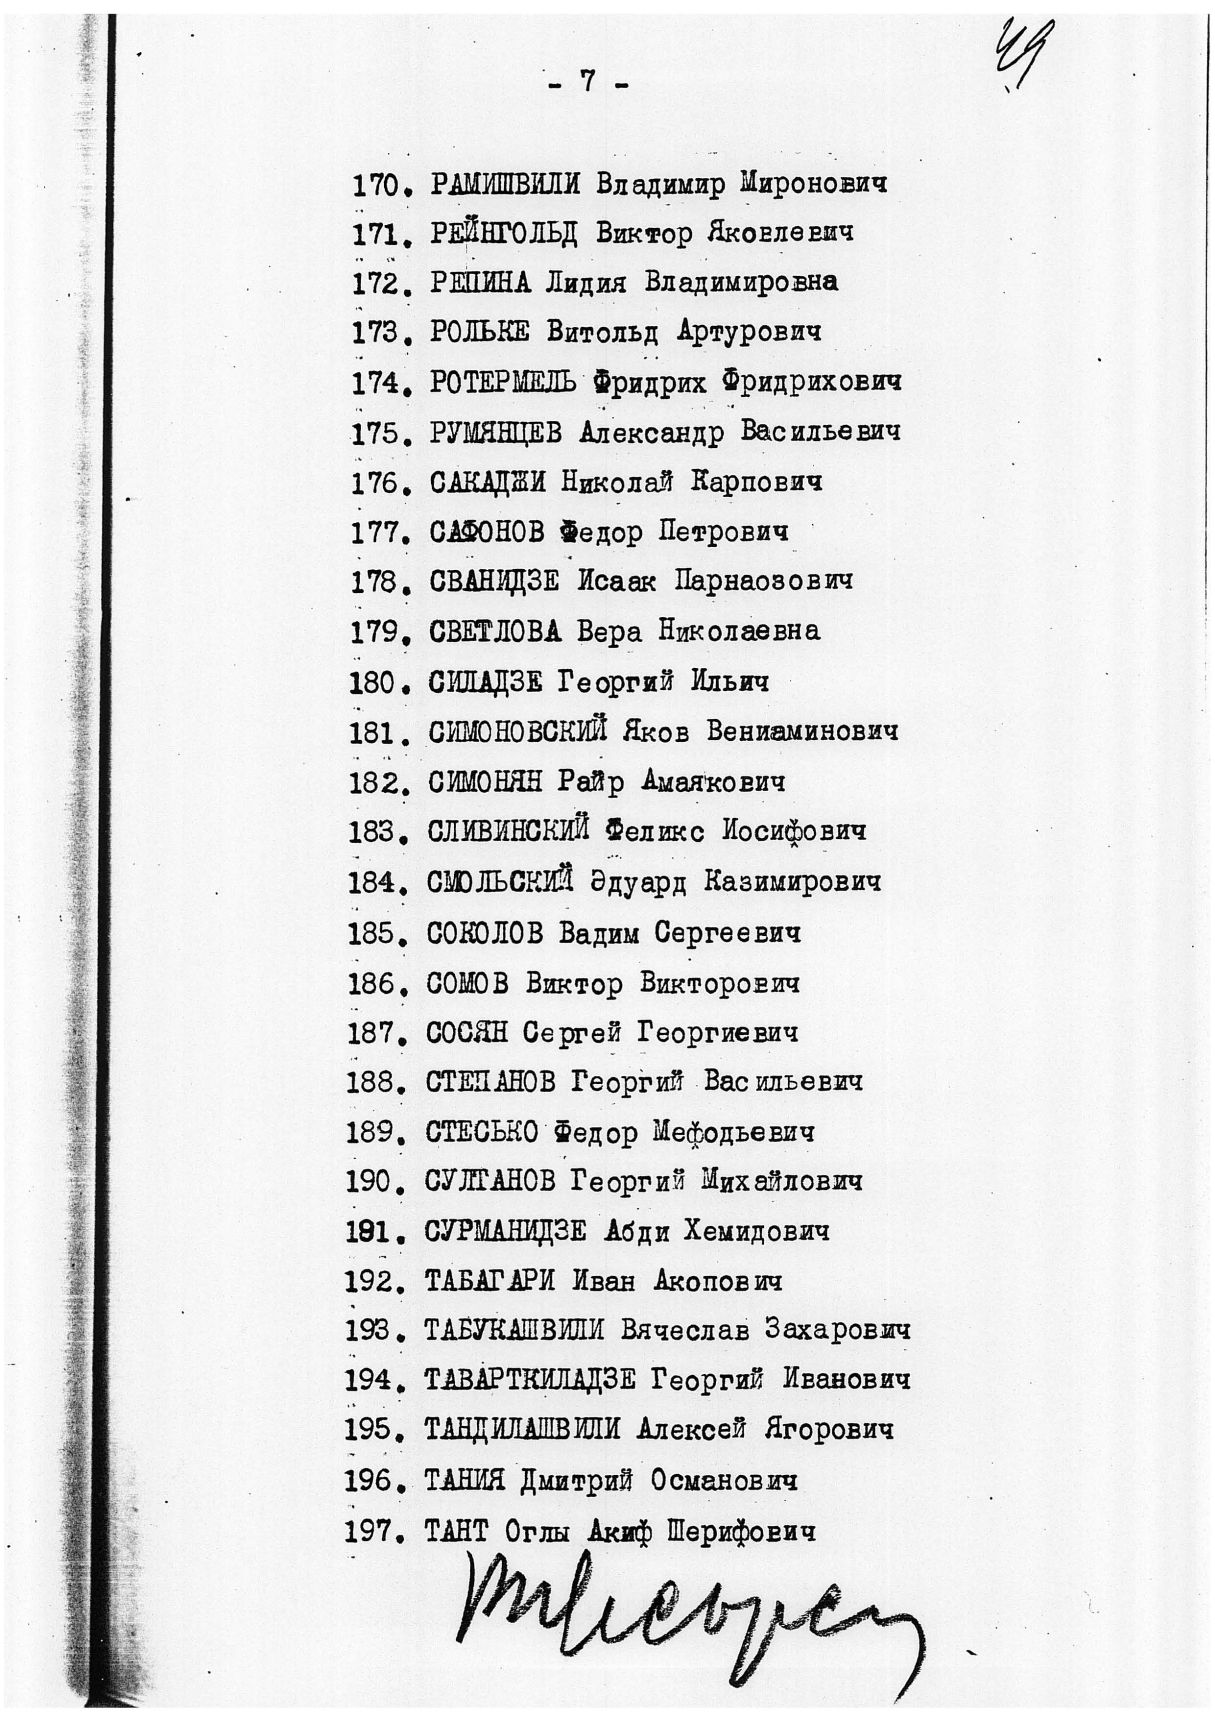 49
- 7 -
170. РАМИШВИЛИ Владимир Миронович
171. РЕЙНГОЛЬД Виктор Яковлевич
172. РЕПИНА Лидия Владимировна
173. РОЛЬКЕ Витольд Артурович
174. РОТЕРМЕЛЬ Фридрих Фридрихович
175. РУМЯНЦЕВ Александр Васильевич
176. САКАДЖИ Николай Карпович
177. САФОНОВ Федор Петрович
178. СВАНИДЗЕ Исаак Парнаозович
179. СВЕТЛОВА Вера Николаевна
180. СИЛАДЗЕ Георгий Ильич
181. СИМОНОВСКИЙ Яков Вениаминович
182. СИМОНЯН Райр Амаякович
183. СЛИВИНСКИЙ Феликс Иосифович
184. СМОЛЬСКИЙ Эдуард Казимирович
185. СОКОЛОВ Вадим Сергеевич
186. СОМОВ Виктор Викторович
187. СОСЯН Сергей Георгиевич
188. СТЕПАНОВ Георгий Васильевич
189. СТЕСЬКО Федор Мефодьевич
190. СУЛТАНОВ Георгий Михайлович
191. СУРМАНИДЗЕ Абди Хемидович
192. ТАБАГАРИ Иван Акопович
193. ТАБУКАШВИЛИ Вячеслав Захарович
194. ТАВАРТКИЛАДЗЕ Георгий Иванович
195. ТАНДИЛАШВИЛИ Алексей Ягорович
196. ТАНИЯ Дмитрий Османович
197. ТАНТ Оглы Акиф Шерифович